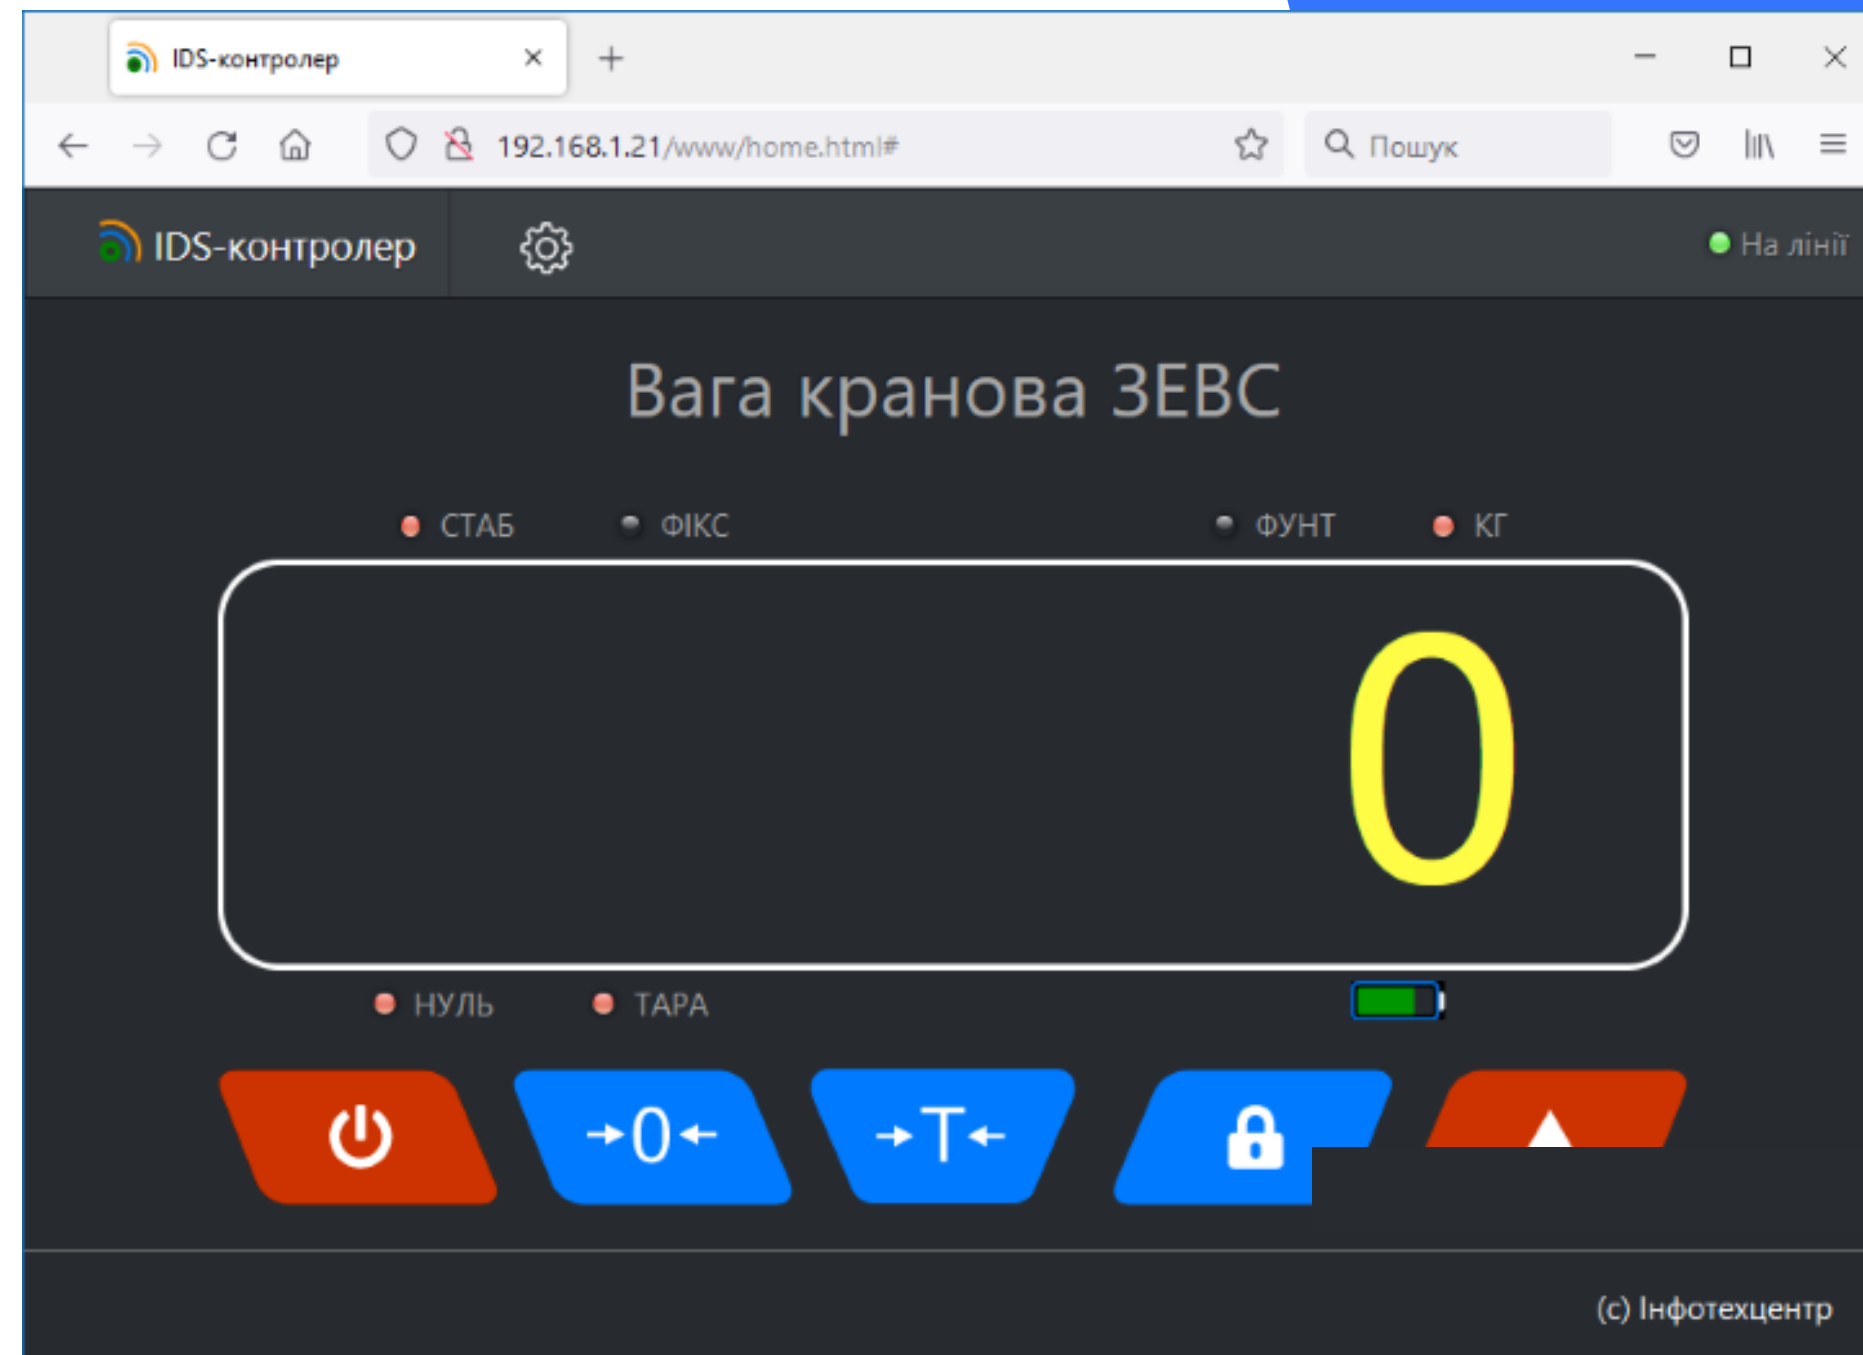 IDS-контролер
192.168.1.21/www/home.html#
Пошук
IDS-контролер
На лінії
Вага кранова ЗЕВС
СТАБ ФІКС ФУНТ КГ
0
НУЛЬ ТАРА
→0← →T←
(c) Інфотехцентр